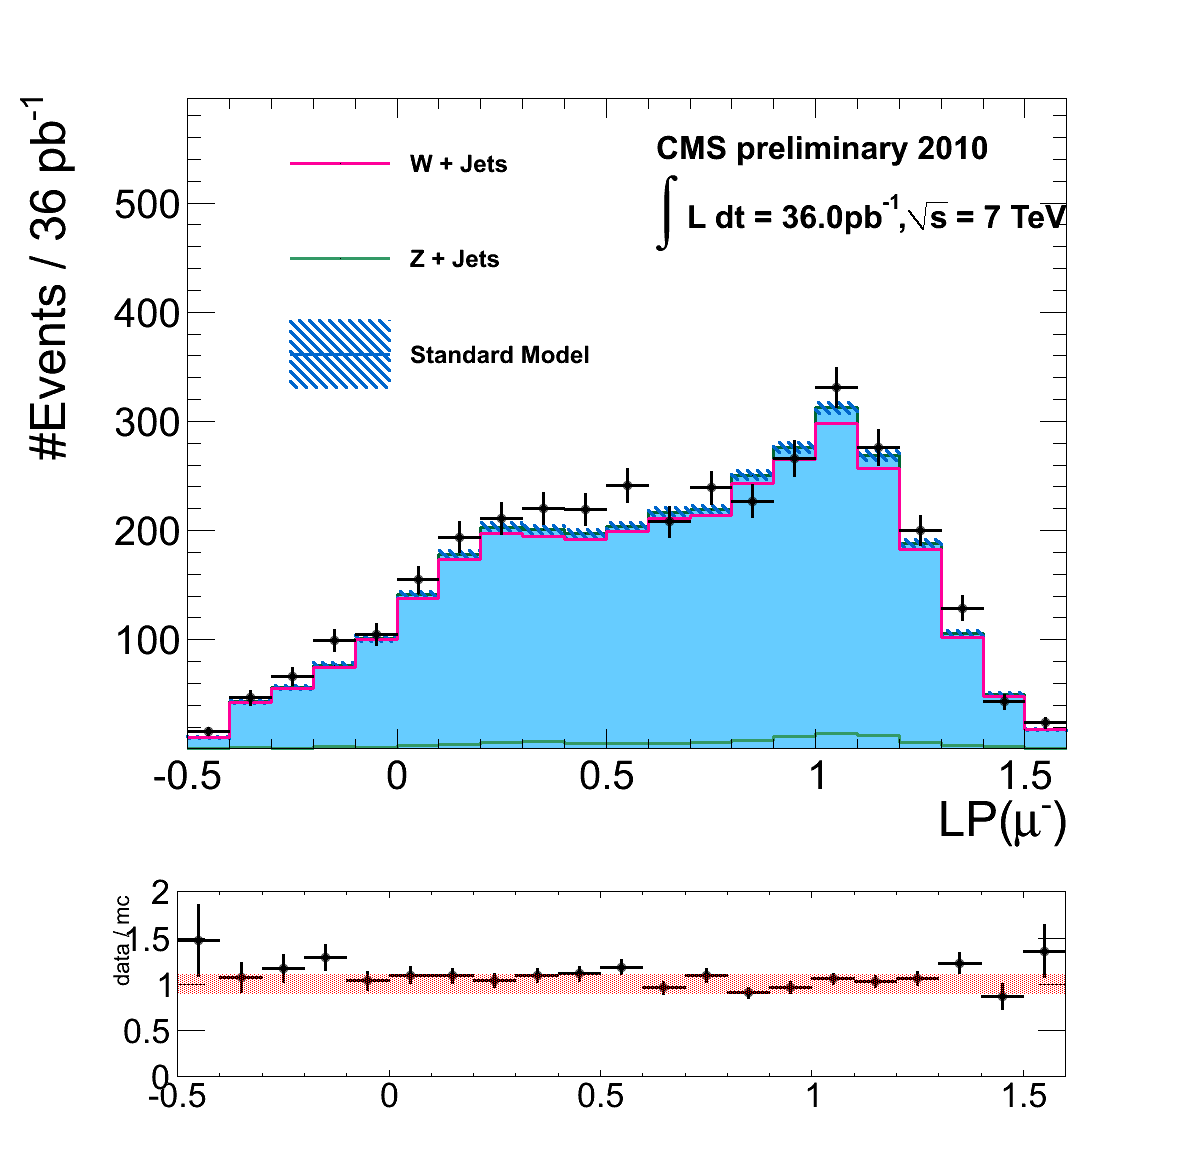 #Events / 36 pb-1
500
400
300
200
100
W + Jets
Z + Jets
Standard Model
CMS preliminary 2010
∫ L dt = 36.0pb-1,√s = 7 TeV
-0.5 0 0.5 1 1.5
LP(μ-)
data / mc
2
1.5
1
0.5
0
-0.5 0 0.5 1 1.5